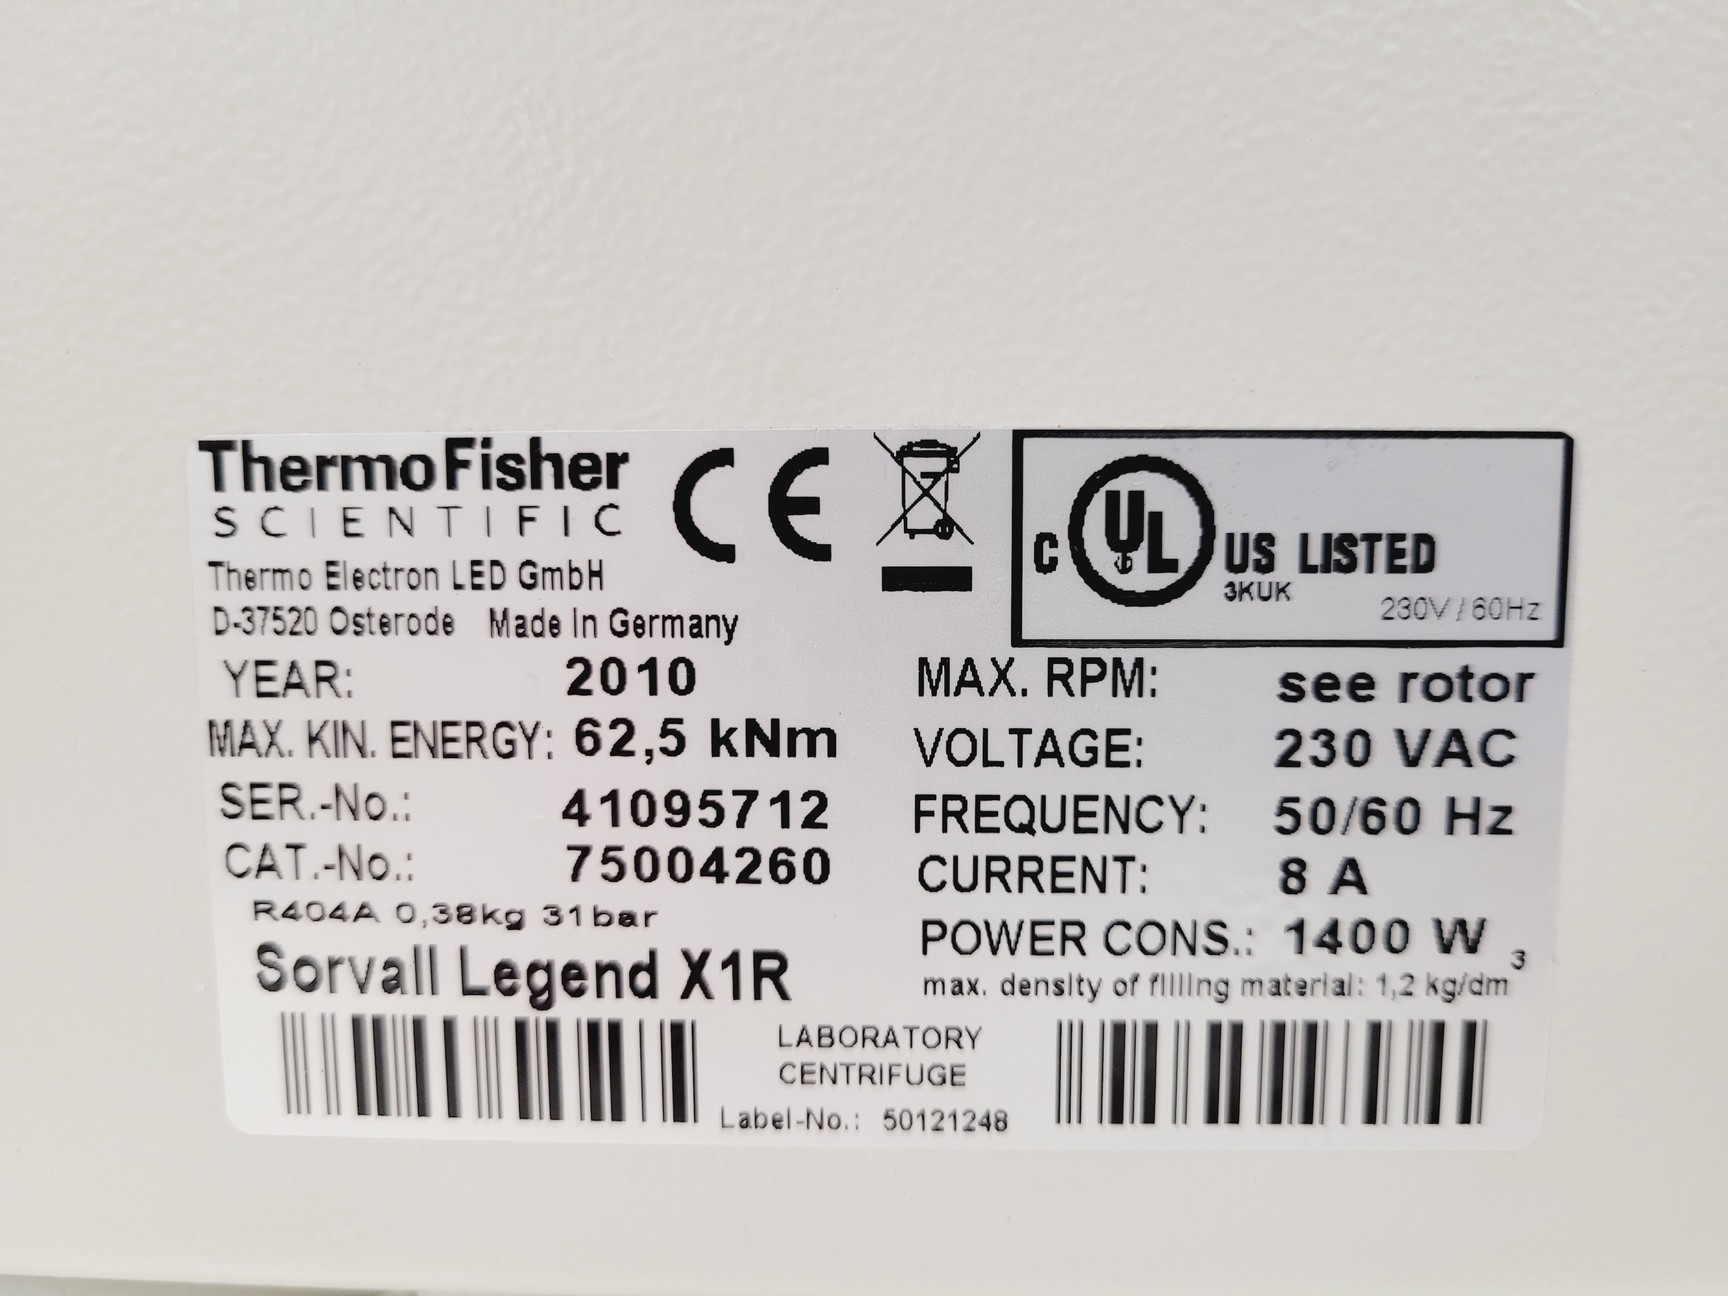 ThermoFisher
SCIENTIFIC
CE
Thermo Electron LED GmbH
D-37520 Osterode Made in Germany
C UL US LISTED
3KUK
230V / 60Hz
YEAR: 2010
MAX. KIN. ENERGY: 62,5 kNm
SER.-No.: 41095712
CAT.-No.: 75004260
R404A 0,38kg 31bar
Sorvall Legend X1R
MAX. RPM: see rotor
VOLTAGE: 230 VAC
FREQUENCY: 50/60 Hz
CURRENT: 8 A
POWER CONS.: 1400 W
max. density of filling material: 1,2 kg/dm³
LABORATORY
CENTRIFUGE
Label-No.: 50121248